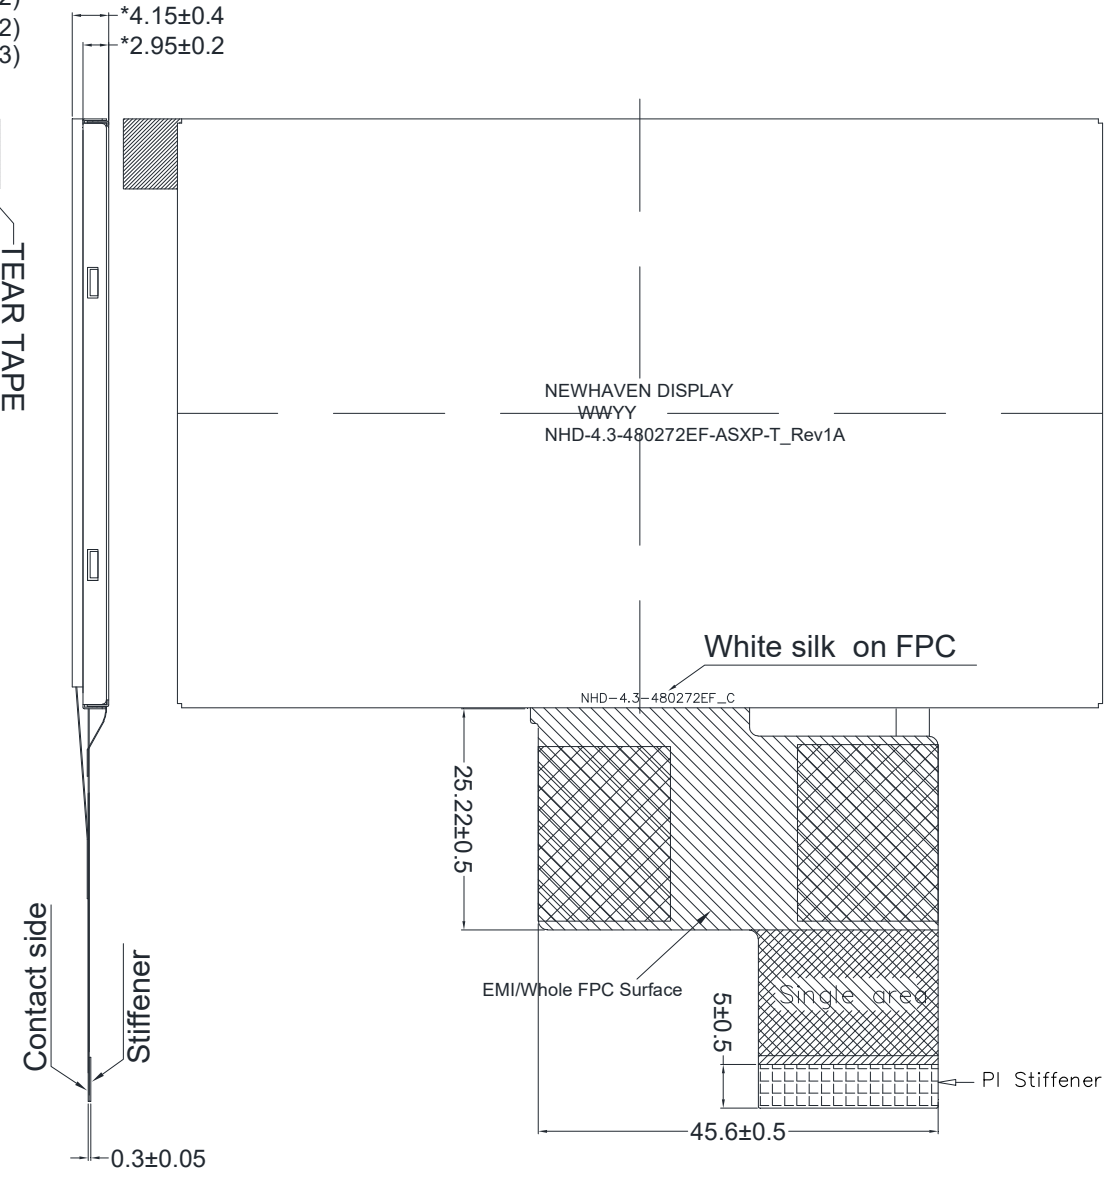 2)
2)
3)
*4.15±0.4
*2.95±0.2
TEAR TAPE
NEWHAVEN DISPLAY
WWYY
NHD-4.3-480272EF-ASXP-T_Rev1A
White silk on FPC
NHD-4.3-480272EF_C
25.22±0.5
Contact side
Stiffener
EMI/Whole FPC Surface
Single area
5±0.5
PI Stiffener
45.6±0.5
0.3±0.05